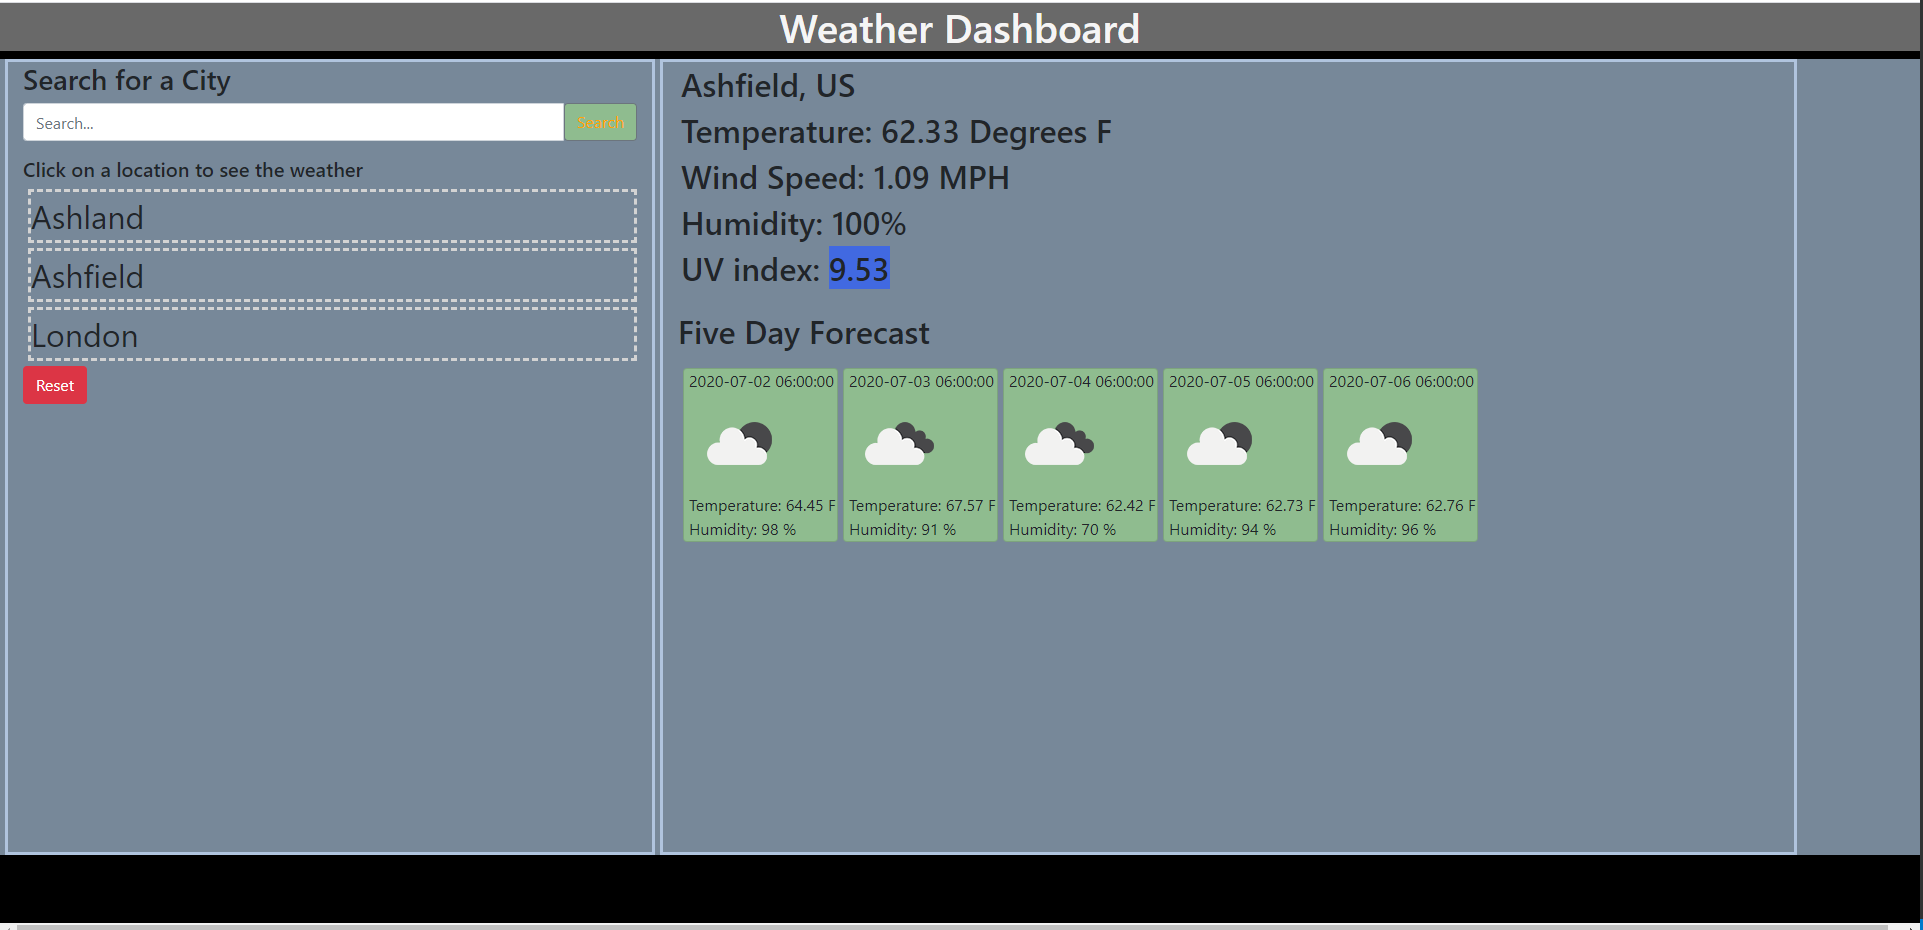 Weather Dashboard
Search for a City
Search...
Search
Click on a location to see the weather
Ashland
Ashfield
London
Reset
Ashfield, US
Temperature: 62.33 Degrees F
Wind Speed: 1.09 MPH
Humidity: 100%
UV index: 9.53
Five Day Forecast
2020-07-02 06:00:00
Temperature: 64.45 F
Humidity: 98 %
2020-07-03 06:00:00
Temperature: 67.57 F
Humidity: 91 %
2020-07-04 06:00:00
Temperature: 62.42 F
Humidity: 70 %
2020-07-05 06:00:00
Temperature: 62.73 F
Humidity: 94 %
2020-07-06 06:00:00
Temperature: 62.76 F
Humidity: 96 %